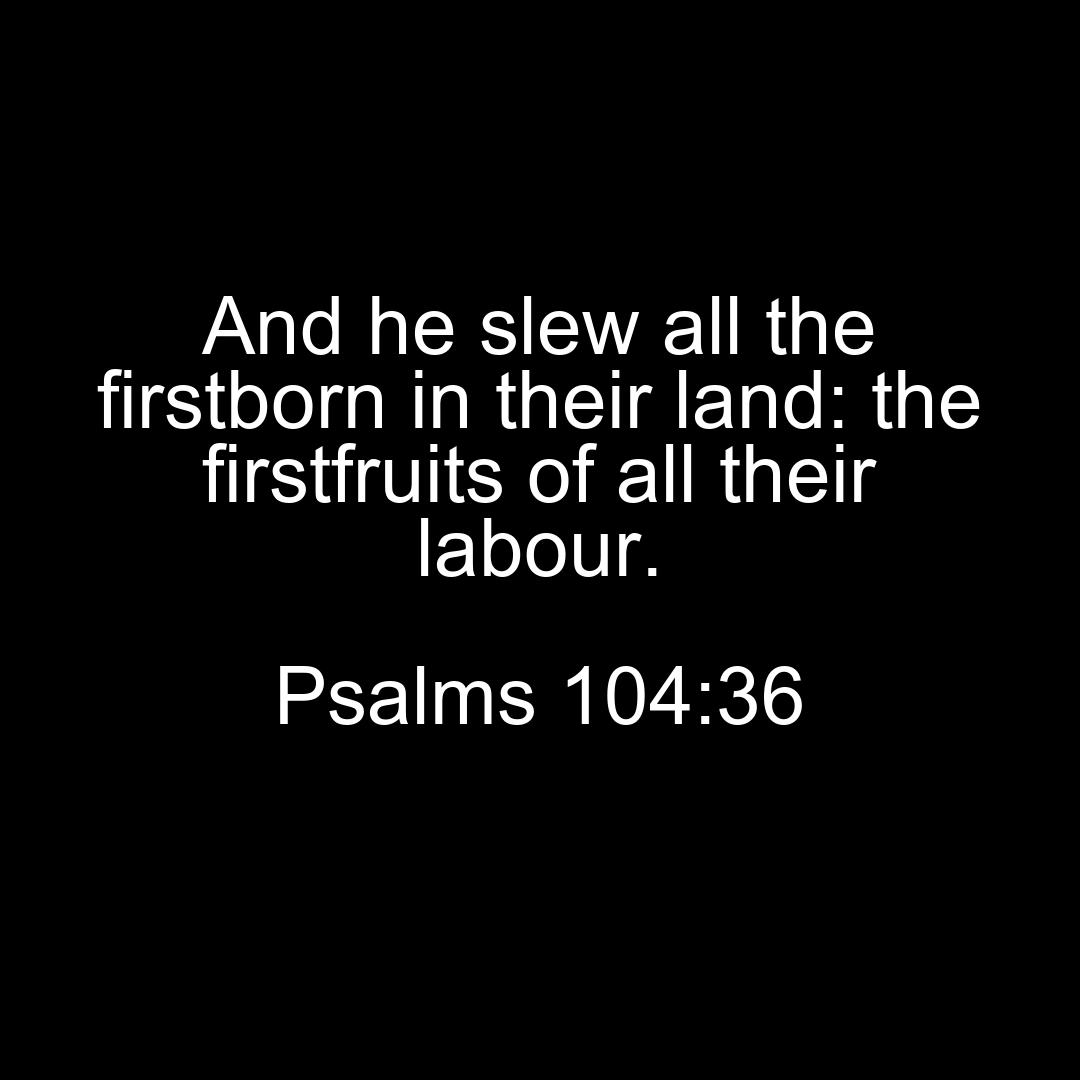 And he slew all the
firstborn in their land: the
firstfruits of all their
labour.
Psalms 104:36